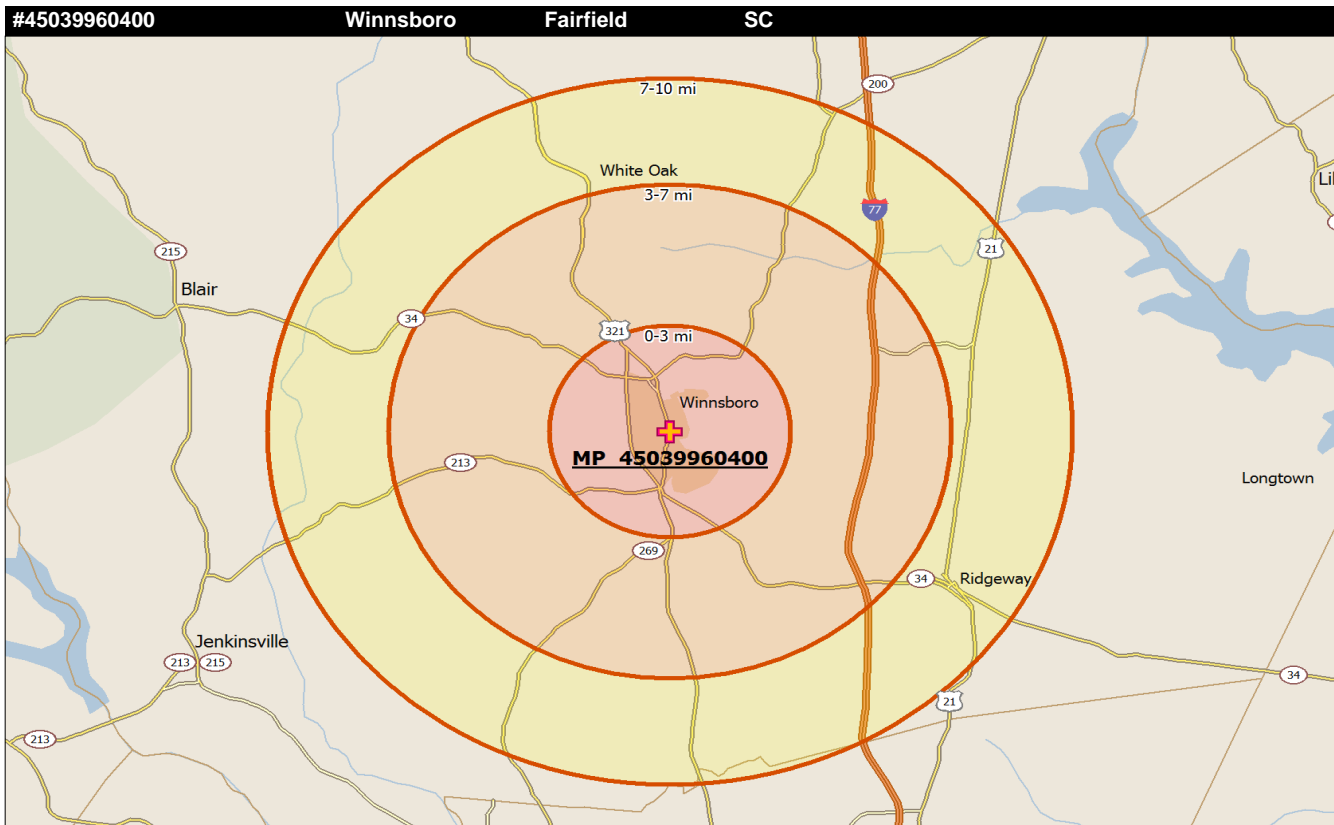 #45039960400 Winnsboro Fairfield SC
7-10 mi
200
White Oak
3-7 mi
77
215
21
Blair
34
321
0-3 mi
Winnsboro
MP 45039960400
213
Longtown
269
34
Ridgeway
Jenkinsville
213
215
34
21
213